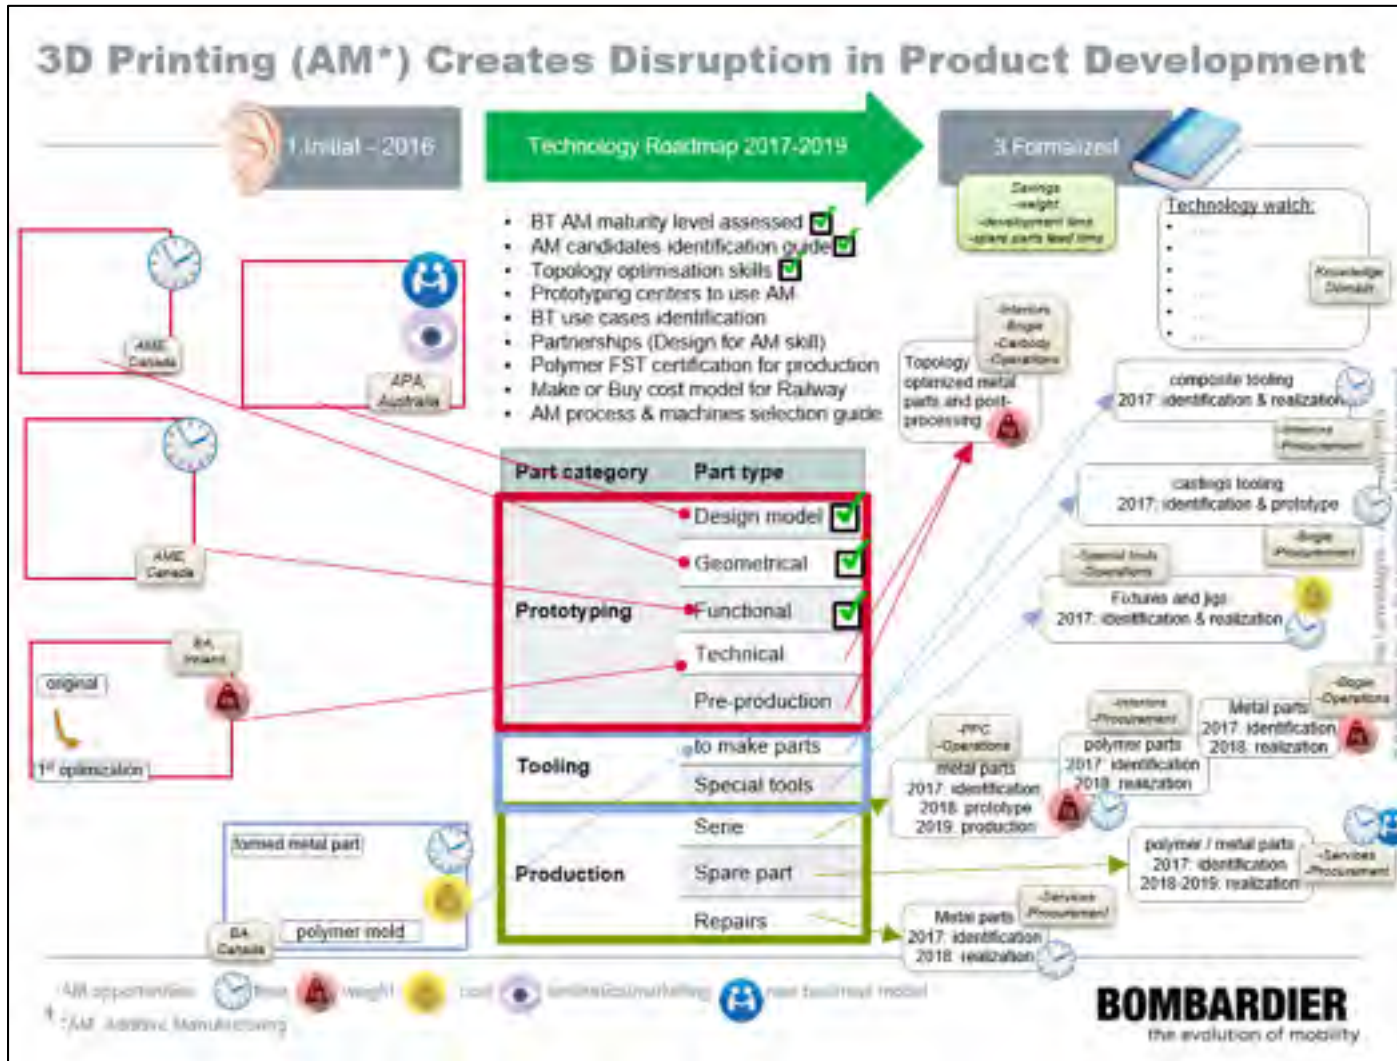 3D Printing (AM*) Creates Disruption in Product Development
1.Initial - 2016
Technology Roadmap 2017-2019
3.Formalized
Savings
-weight
-development time
-spare parts lead time
Technology watch:
Knowledge
Domain
• BT AM maturity level assessed
• AM candidates identification guide
• Topology optimisation skills
• Prototyping centers to use AM
• BT use cases identification
• Partnerships (Design for AM skill)
• Polymer FST certification for production
• Make or Buy cost model for Railway
• AM process & machines selection guide
AME,
Canada
APA,
Australia
AME,
Canada
BA,
Ireland
original
1st optimization
formed metal part
polymer mold
BA,
Canada
Part category
Part type
Prototyping
Design model
Geometrical
Functional
Technical
Pre-production
Tooling
to make parts
Special tools
Production
Serie
Spare part
Repairs
-Interiors
-Bogie
-Carbody
-Operations
Topology
optimized metal
parts and post-
processing
composite tooling
2017: identification & realization
-Interiors
-Procurement
castings tooling
2017: identification & prototype
-Bogie
-Procurement
-Special tools
-Operations
Fixtures and jigs
2017: identification & realization
-Bogie
-Operations
Metal parts
2017: identification
2018: realization
-Interiors
-Procurement
polymer parts
2017: identification
2018: realization
-PPC
-Operations
metal parts
2017: identification
2018: prototype
2019: production
polymer / metal parts
2017: identification
2018-2019: realization
-Services
-Procurement
-Services
-Procurement
Metal parts
2017: identification
2018: realization
AM opportunities: time weight cost new business model
*AM: Additive Manufacturing
BOMBARDIER
the evolution of mobility